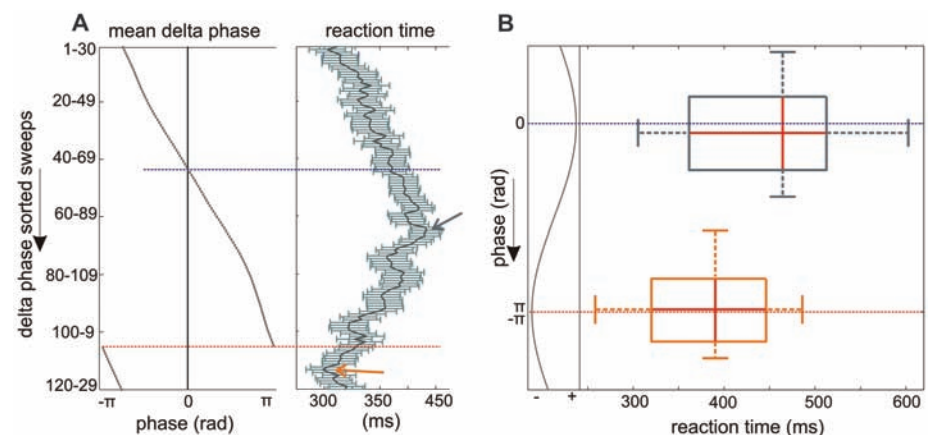 A
mean delta phase
reaction time
delta phase sorted sweeps
1-30
20-49
40-69
60-89
80-109
100-9
120-29
-π 0 π
phase (rad)
300 350 400 450
(ms)
B
phase (rad)
0
π
-π
- +
300 400 500 600
reaction time (ms)